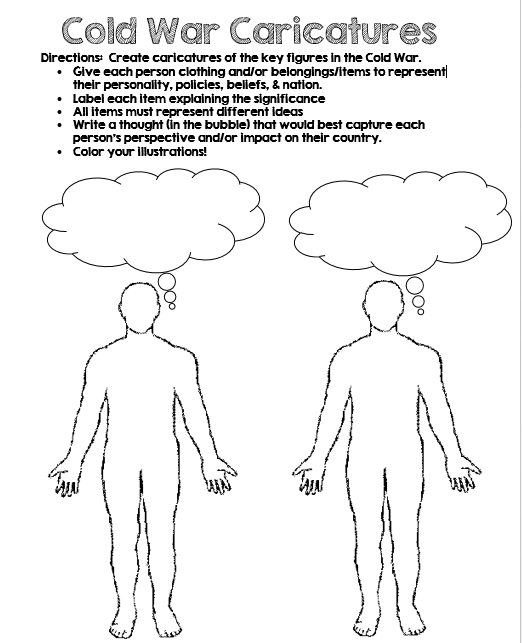 Cold War Caricatures
Directions: Create caricatures of the key figures in the Cold War.
• Give each person clothing and/or belongings/items to represent
their personality, policies, beliefs, & nation.
• Label each item explaining the significance
• All items must represent different ideas
• Write a thought (in the bubble) that would best capture each
person's perspective and/or impact on their country.
• Color your illustrations!